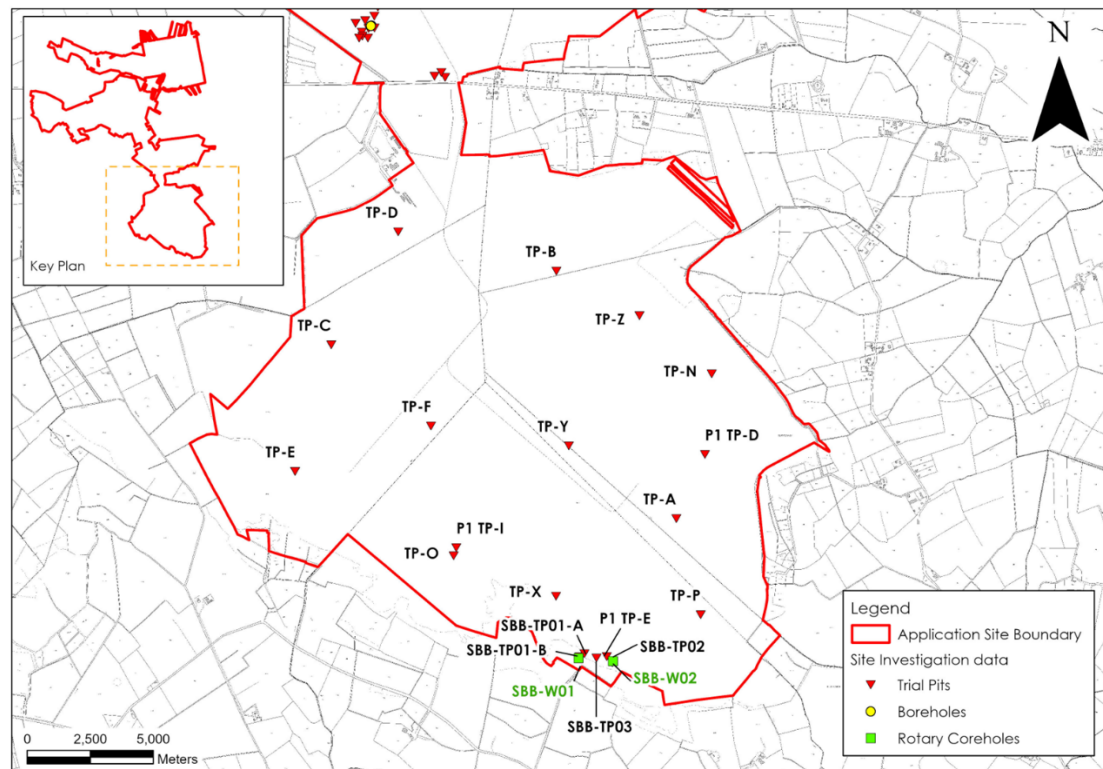 N
Key Plan
TP-D
TP-B
TP-C
TP-Z
TP-N
TP-F
TP-Y
P1 TP-D
TP-E
TP-A
P1 TP-I
TP-O
TP-X
TP-P
SBB-TP01-A
P1 TP-E
SBB-TP01-B
SBB-TP02
SBB-W01
SBB-W02
SBB-TP03
0
2,500
5,000
Meters
Legend
Application Site Boundary
Site Investigation data
Trial Pits
Boreholes
Rotary Coreholes